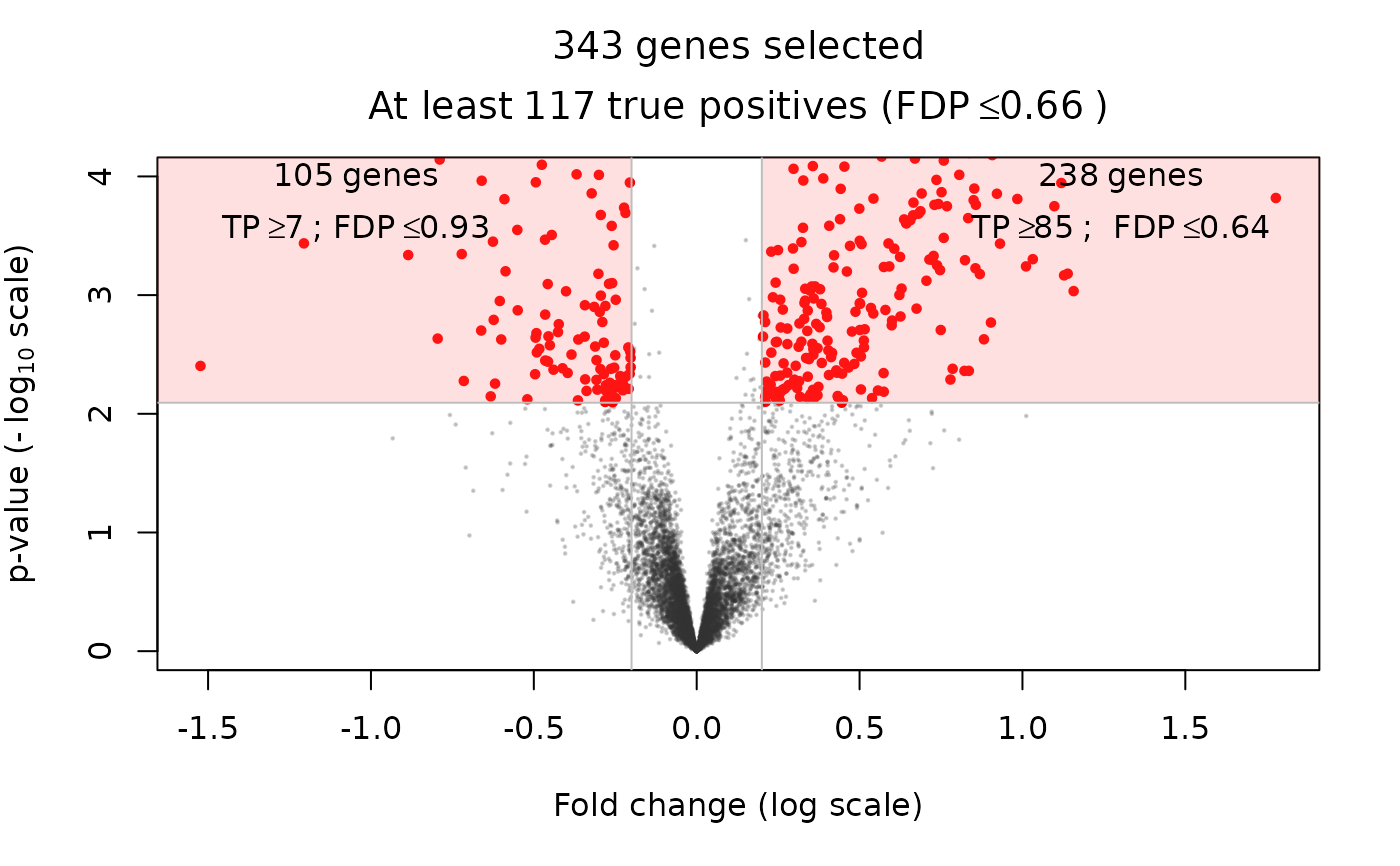 343 genes selected
At least 117 true positives (FDP ≤0.66 )
105 genes
238 genes
TP ≥7 ; FDP ≤0.93
TP ≥85 ;  FDP ≤0.64
4
3
2
1
0
p-value (- log10 scale)
-1.5 -1.0 -0.5 0.0 0.5 1.0 1.5
Fold change (log scale)